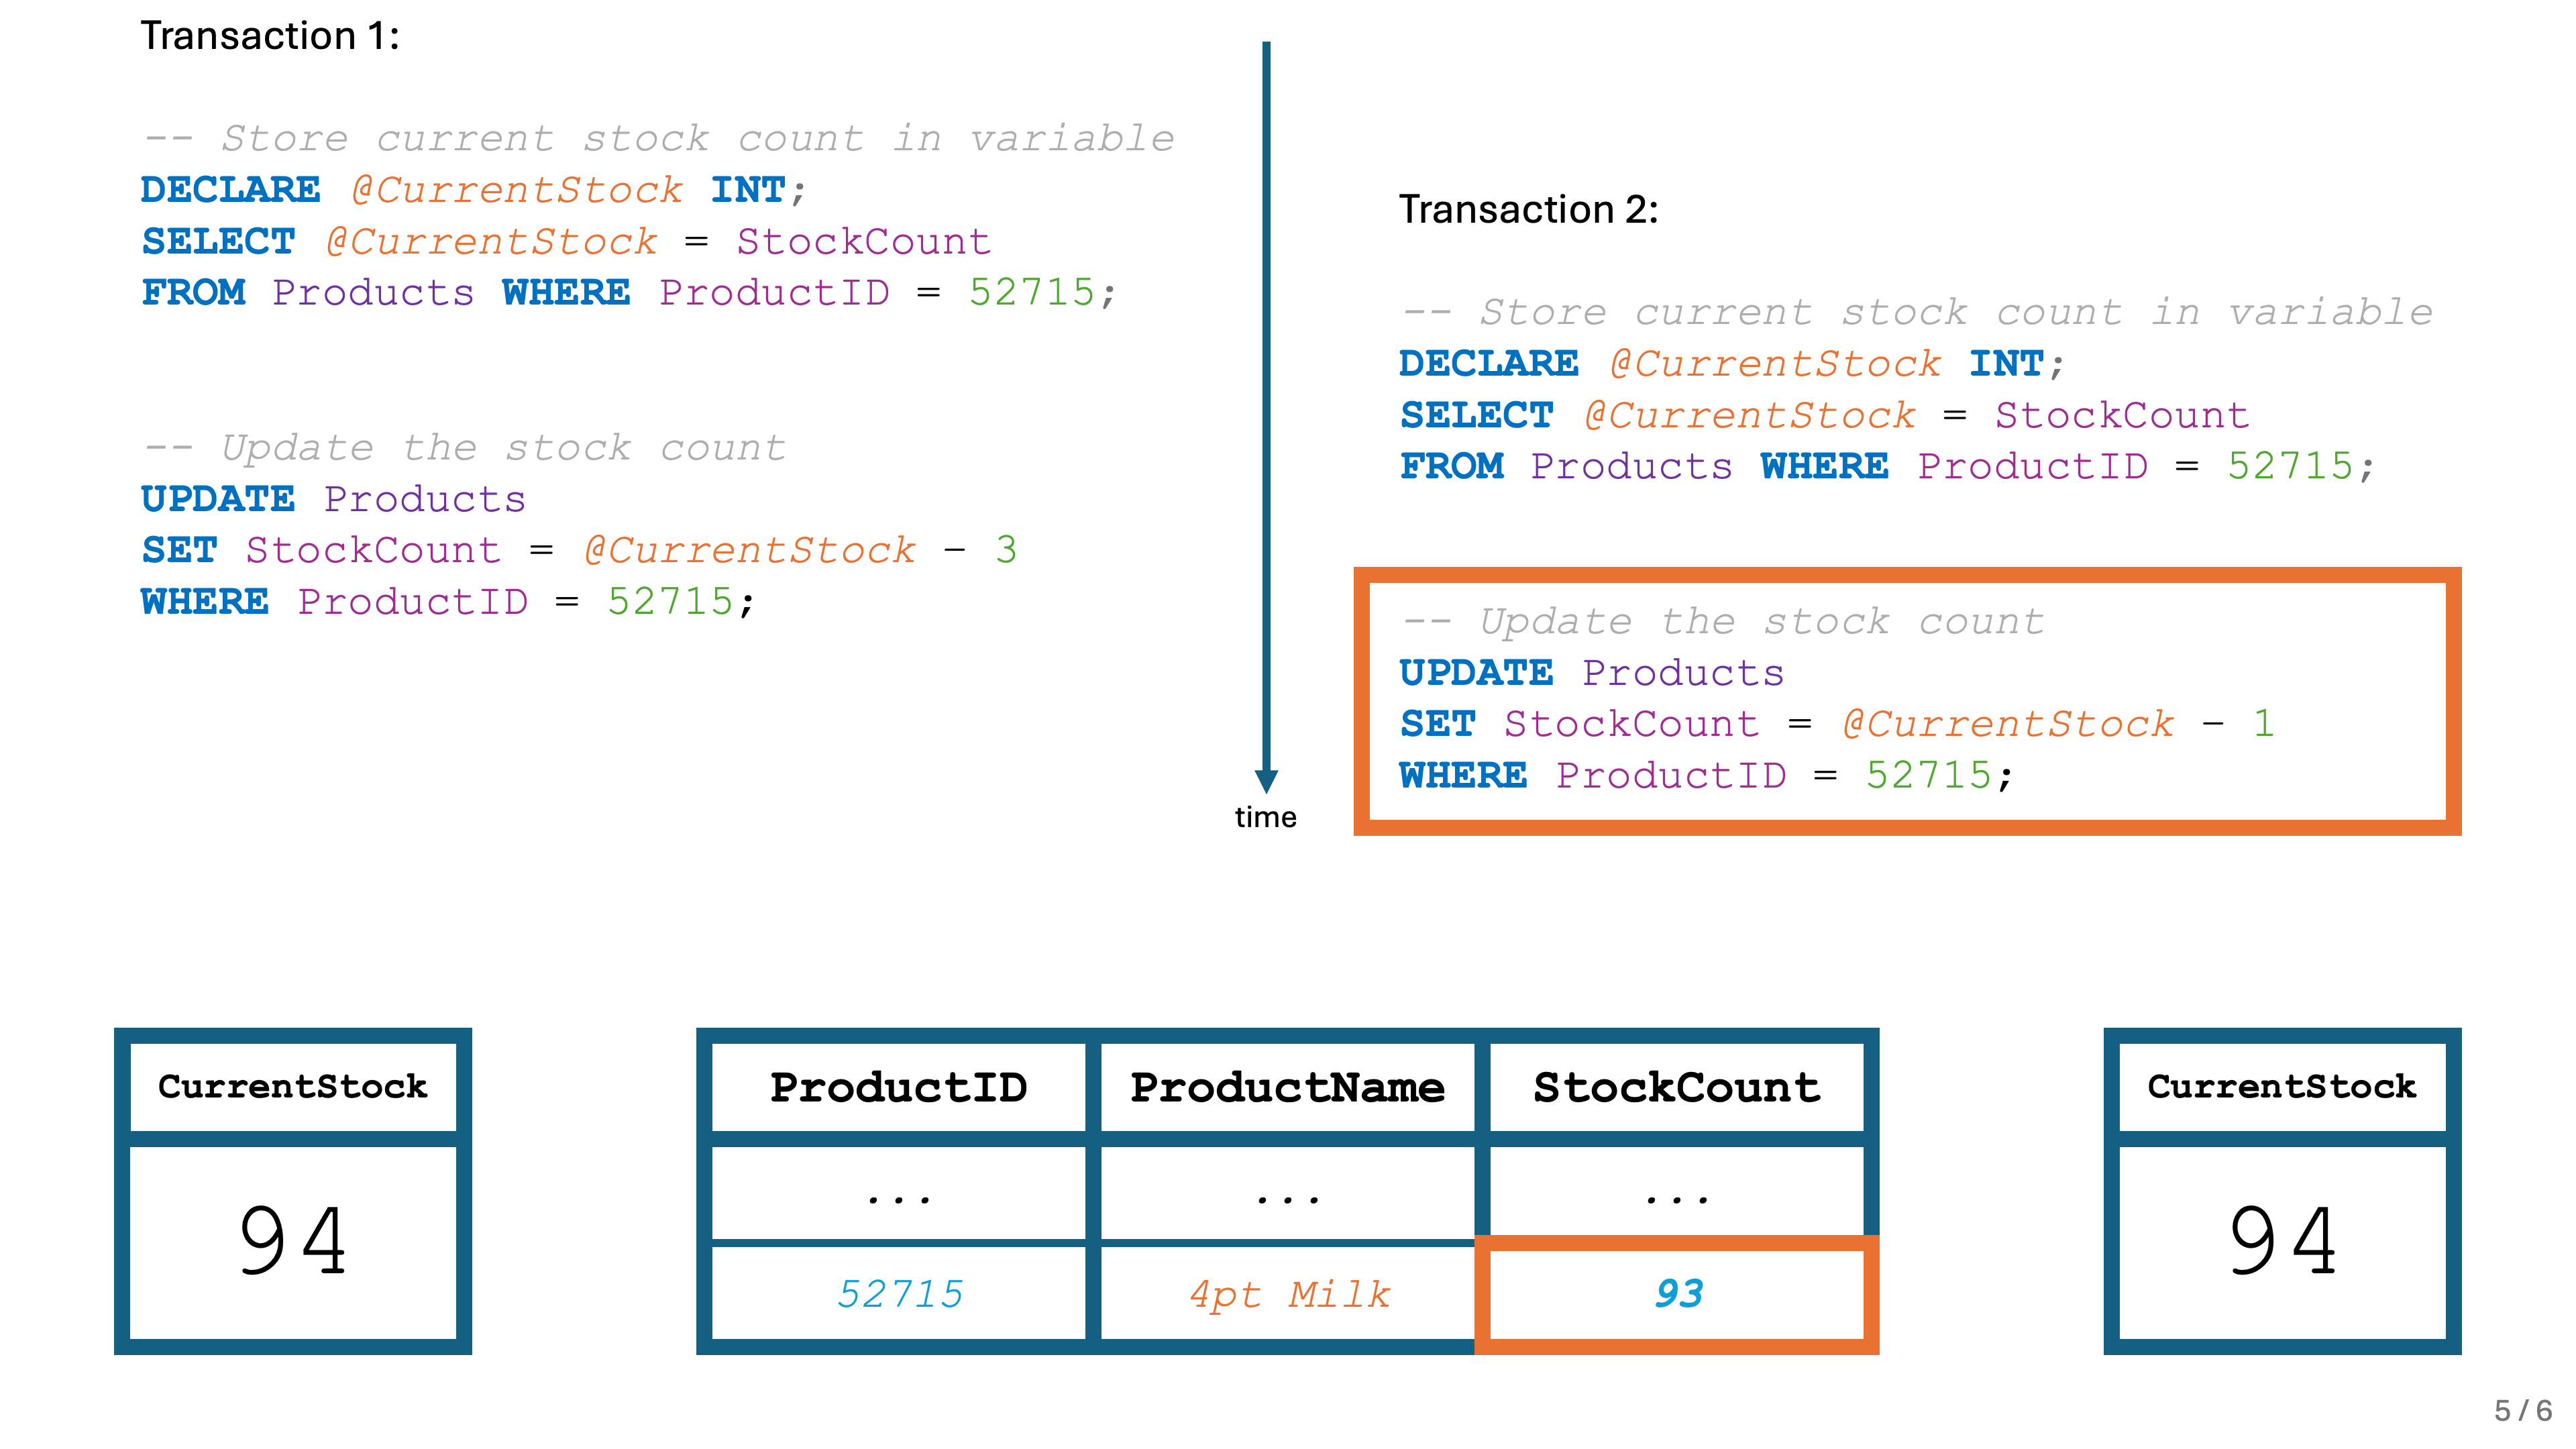 Transaction 1:
-- Store current stock count in variable
DECLARE @CurrentStock INT;
SELECT @CurrentStock = StockCount
FROM Products WHERE ProductID = 52715;
-- Update the stock count
UPDATE Products
SET StockCount = @CurrentStock - 3
WHERE ProductID = 52715;
time
Transaction 2:
-- Store current stock count in variable
DECLARE @CurrentStock INT;
SELECT @CurrentStock = StockCount
FROM Products WHERE ProductID = 52715;
-- Update the stock count
UPDATE Products
SET StockCount = @CurrentStock - 1
WHERE ProductID = 52715;
CurrentStock
94
ProductID ProductName StockCount
... ... ...
52715 4pt Milk 93
CurrentStock
94
5 / 6